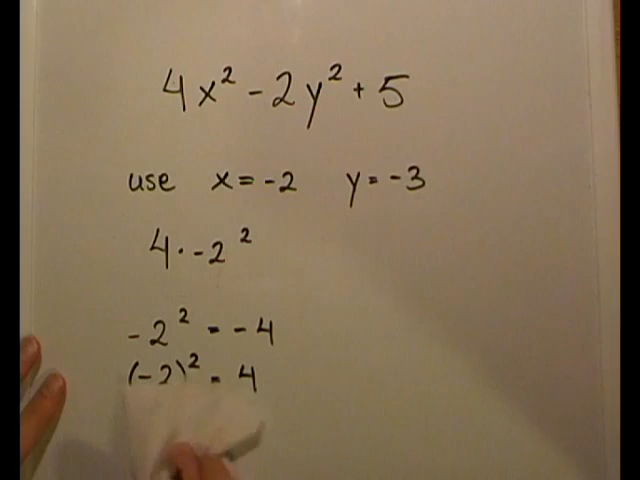 4x² - 2y² + 5
use x = -2 y = -3
4 · -2²
-2² = -4
(-2)² = 4